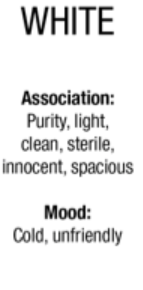 WHITE
Association:
Purity, light,
clean, sterile,
innocent, spacious
Mood:
Cold, unfriendly